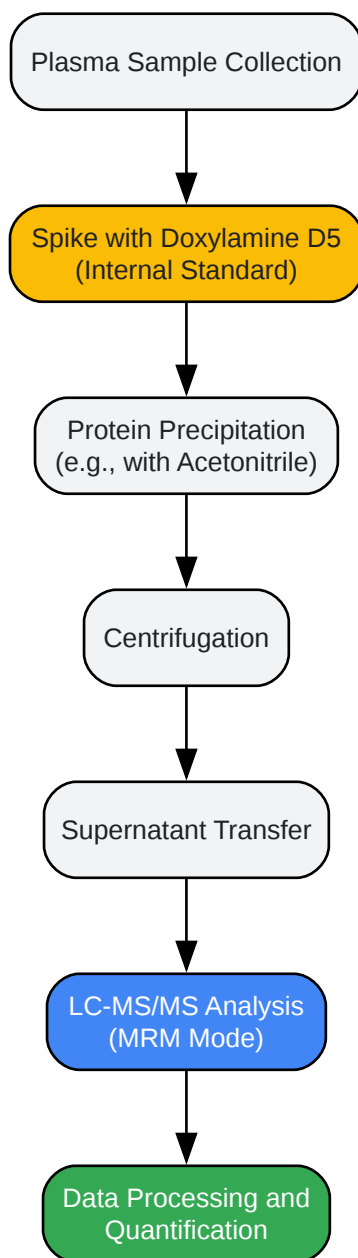 Plasma Sample Collection
Spike with Doxylamine D5
(Internal Standard)
Protein Precipitation
(e.g., with Acetonitrile)
Centrifugation
Supernatant Transfer
LC-MS/MS Analysis
(MRM Mode)
Data Processing and
Quantification